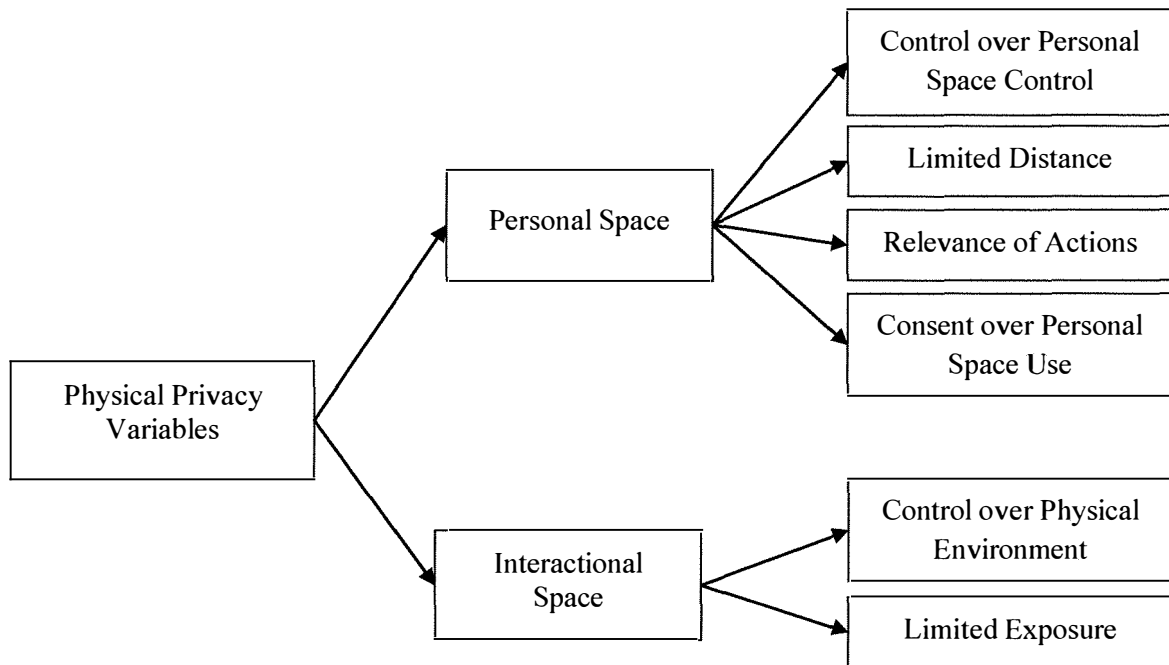 Control over Personal
Space Control
Limited Distance
Personal Space
Relevance of Actions
Consent over Personal
Space Use
Physical Privacy
Variables
Control over Physical
Environment
Interactional
Space
Limited Exposure